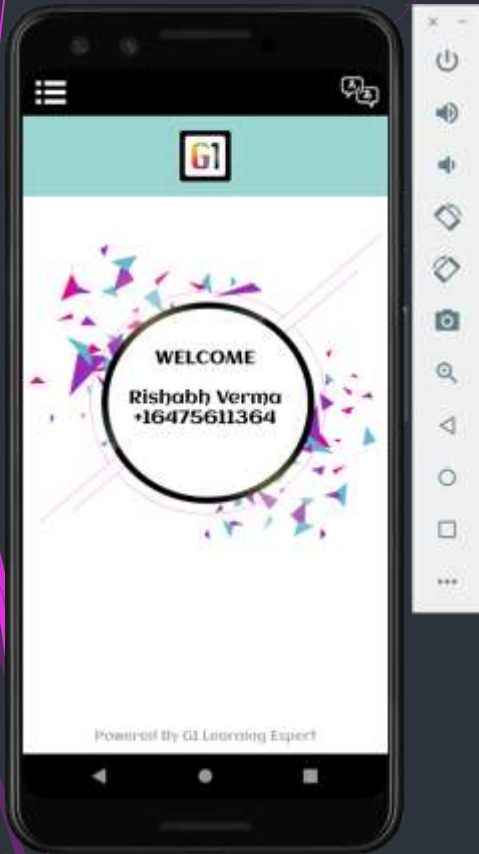 G1
WELCOME
Rishabh Verma
+16475611364
Powered By G1 Learning Expert